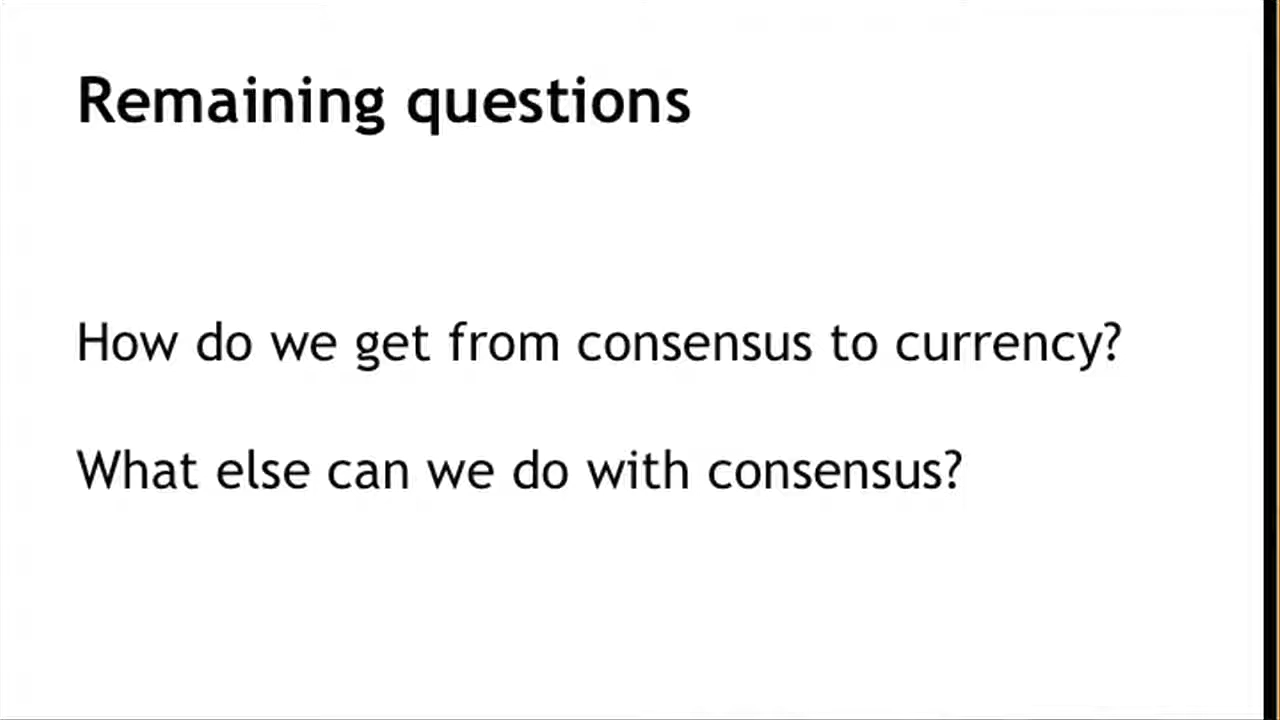 Remaining questions
How do we get from consensus to currency?
What else can we do with consensus?